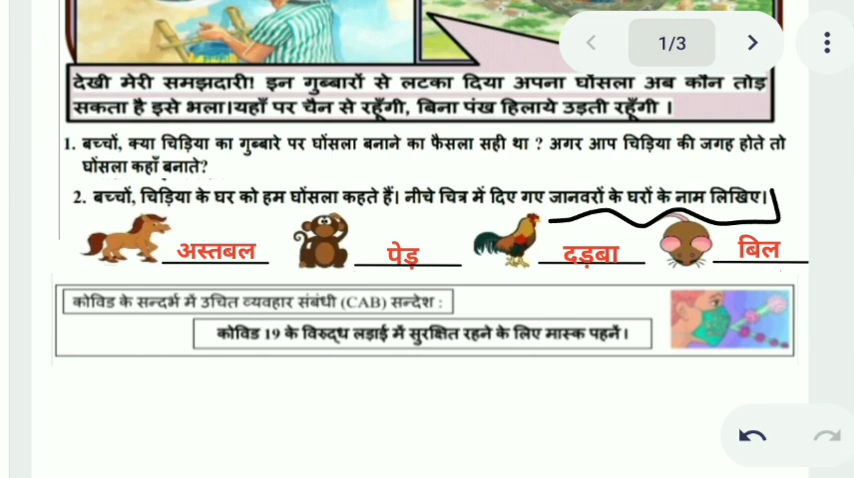 1/3
देखी मेरी समझदारी! इन गुब्बारों से लटका दिया अपना घोंसला अब कौन तोड़
सकता है इसे भला।यहाँ पर चैन से रहूँगी, बिना पंख हिलाये उड़ती रहूँगी ।
1. बच्चों, क्या चिड़िया का गुब्बारे पर घोंसला बनाने का फैसला सही था ? अगर आप चिड़िया की जगह होते तो
घोंसला कहाँ बनाते?
2. बच्चों, चिड़िया के घर को हम घोंसला कहते हैं। नीचे चित्र में दिए गए जानवरों के घरों के नाम लिखिए।
अस्तबल पेड़ दड़बा बिल
कोविड के सन्दर्भ में उचित व्यवहार संबंधी (CAB) सन्देश :
कोविड 19 के विरुद्ध लड़ाई में सुरक्षित रहने के लिए मास्क पहनें।